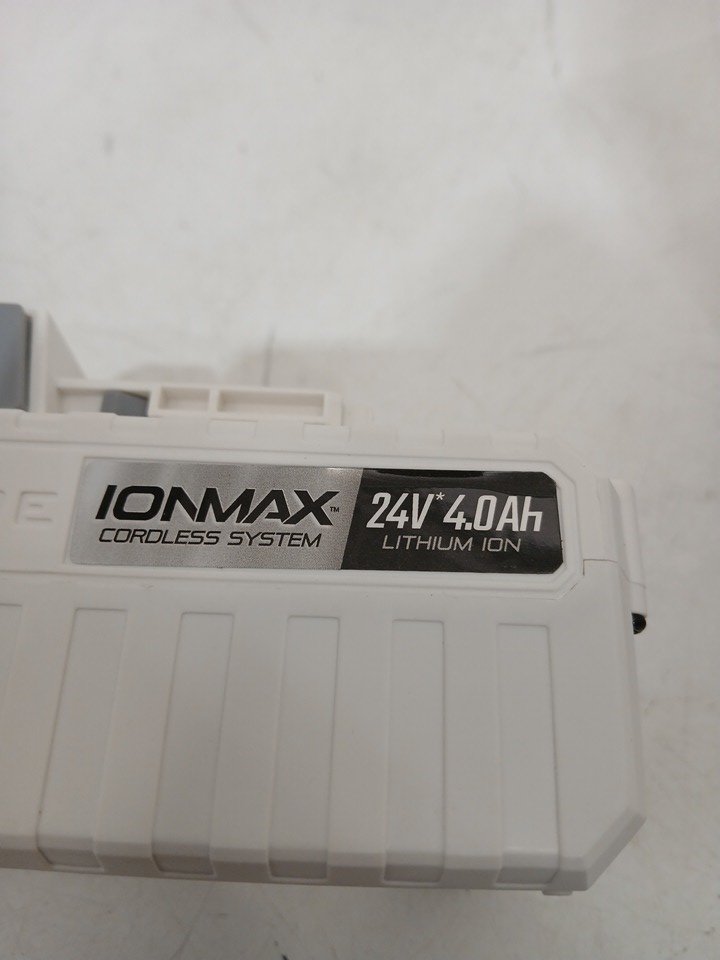 IONMAX™
CORDLESS SYSTEM
24V* 4.0Ah
LITHIUM ION